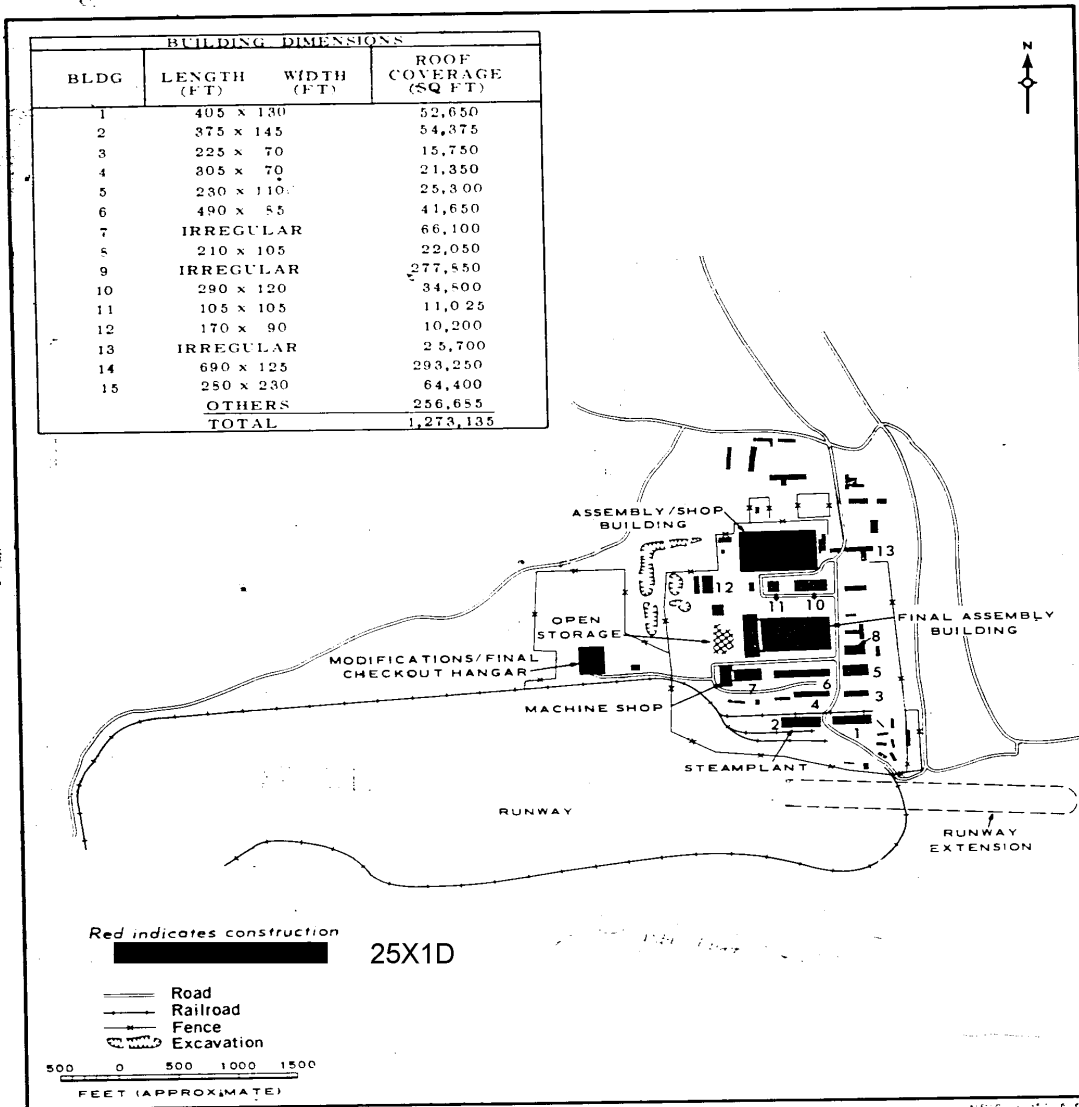 BUILDING DIMENSIONS
BLDG LENGTH (FT) WIDTH (FT) ROOF COVERAGE (SQ FT)
1 405 x 130 52,650
2 375 x 145 54,375
3 225 x 70 15,750
4 305 x 70 21,350
5 230 x 110 25,300
6 490 x 85 41,650
7 IRREGULAR 66,100
8 210 x 105 22,050
9 IRREGULAR 277,850
10 290 x 120 34,800
11 105 x 105 11,025
12 170 x 90 10,200
13 IRREGULAR 25,700
14 690 x 125 293,250
15 280 x 230 64,400
OTHERS 256,685
TOTAL 1,273,135
N
ASSEMBLY/SHOP
BUILDING
13
12
11
10
OPEN
STORAGE
FINAL ASSEMBLY
BUILDING
8
MODIFICATIONS/FINAL
CHECKOUT HANGAR
7
6
5
4
3
MACHINE SHOP
2
1
STEAMPLANT
RUNWAY
RUNWAY
EXTENSION
Red indicates construction
25X1D
Road
Railroad
Fence
Excavation
500 0 500 1000 1500
FEET (APPROXIMATE)